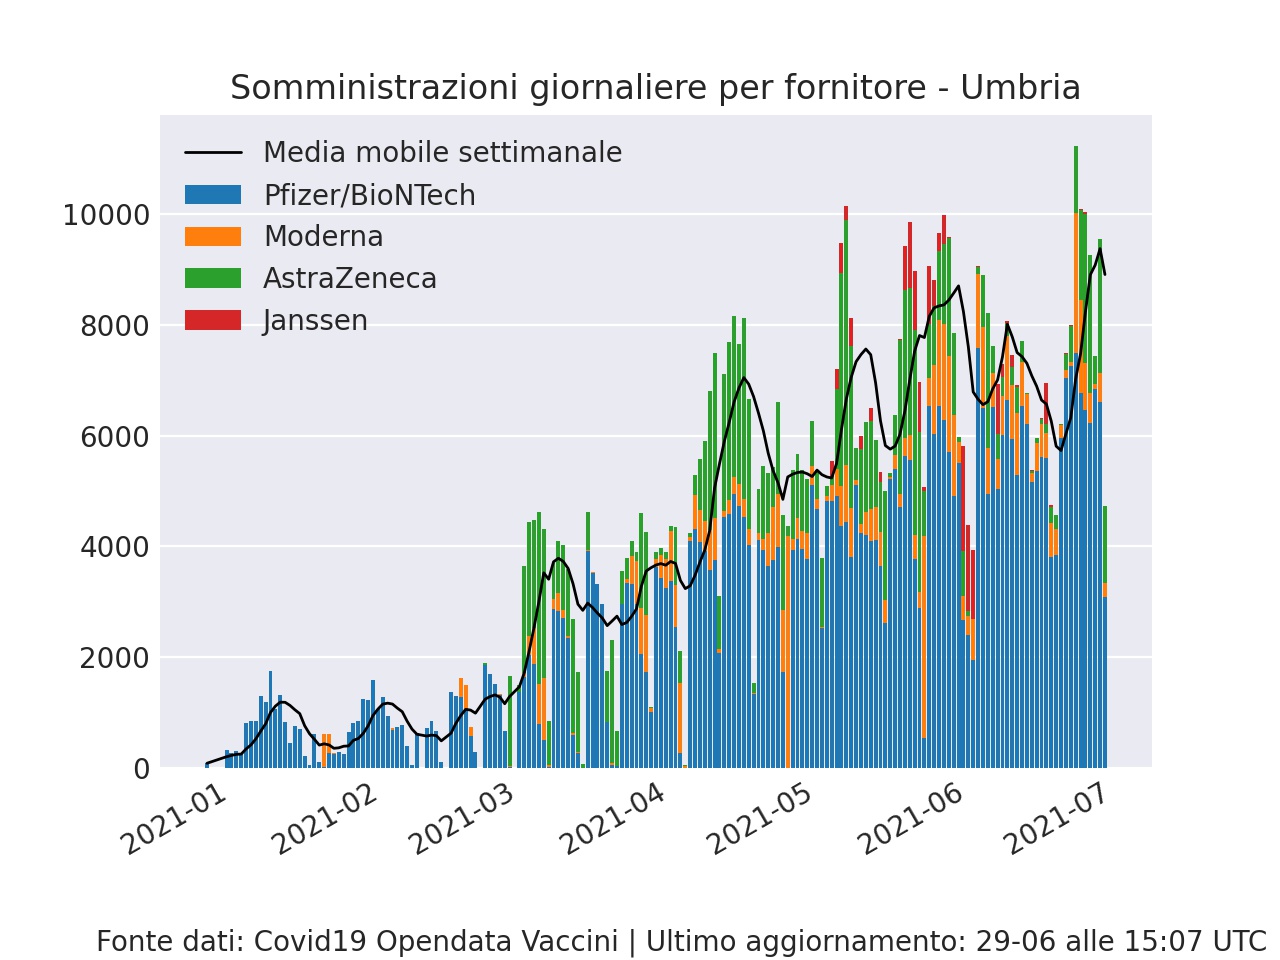 Somministrazioni giornaliere per fornitore - Umbria
Media mobile settimanale
Pfizer/BioNTech
Moderna
AstraZeneca
Janssen
10000
8000
6000
4000
2000
0
2021-01
2021-02
2021-03
2021-04
2021-05
2021-06
2021-07
Fonte dati: Covid19 Opendata Vaccini | Ultimo aggiornamento: 29-06 alle 15:07 UTC